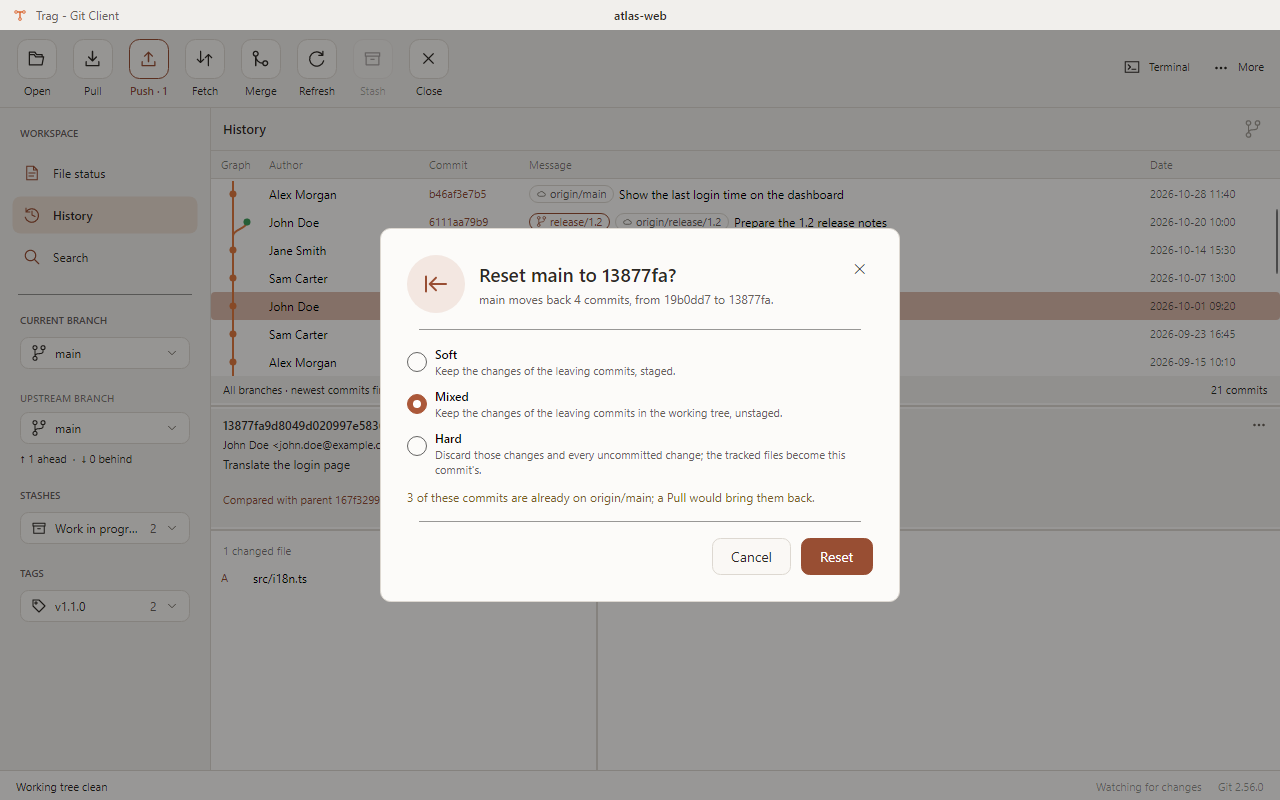 Trag - Git Client
atlas-web
Open
Pull
Push · 1
Fetch
Merge
Refresh
Stash
Close
Terminal
More
WORKSPACE
File status
History
Search
CURRENT BRANCH
main
UPSTREAM BRANCH
main
↑ 1 ahead · ↓ 0 behind
STASHES
Work in progr... 2
TAGS
v1.1.0 2
History
Graph Author Commit Message Date
Alex Morgan b46af3e7b5 origin/main Show the last login time on the dashboard 2026-10-28 11:40
John Doe 6111aa79b9 release/1.2 origin/release/1.2 Prepare the 1.2 release notes 2026-10-20 10:00
Jane Smith 2026-10-14 15:30
Sam Carter 2026-10-07 13:00
John Doe 2026-10-01 09:20
Sam Carter 2026-09-23 16:45
Alex Morgan 2026-09-15 10:10
All branches · newest commits 21 commits
John Doe
Translate the login page
Compared with parent
1 changed file
A src/i18n.ts
Reset main to 13877fa?
main moves back 4 commits, from 19b0dd7 to 13877fa.
Soft
Keep the changes of the leaving commits, staged.
Mixed
Keep the changes of the leaving commits in the working tree, unstaged.
Hard
Discard those changes and every uncommitted change; the tracked files become this
commit's.
3 of these commits are already on origin/main; a Pull would bring them back.
Cancel
Reset
Working tree clean
Watching for changes
Git 2.56.0